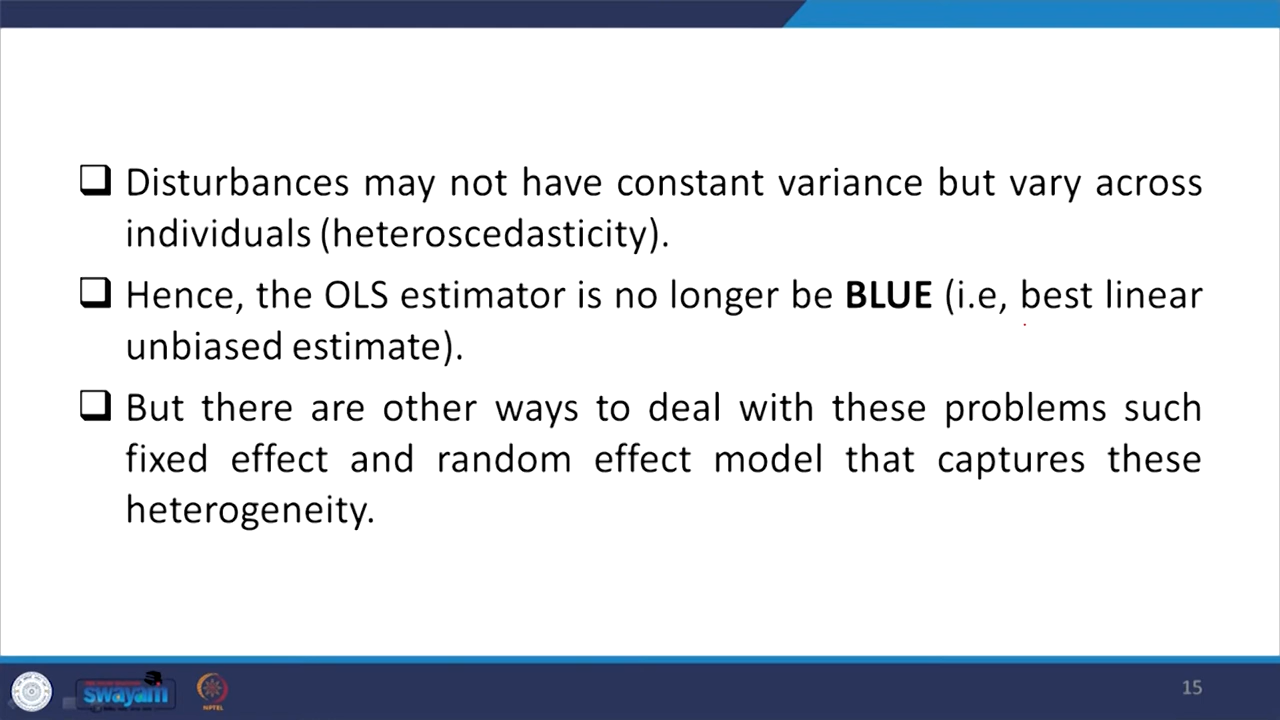 Disturbances may not have constant variance but vary across
individuals (heteroscedasticity).
Hence, the OLS estimator is no longer be BLUE (i.e, best linear
unbiased estimate).
But there are other ways to deal with these problems such
fixed effect and random effect model that captures these
heterogeneity.
swayam
NPTEL
15